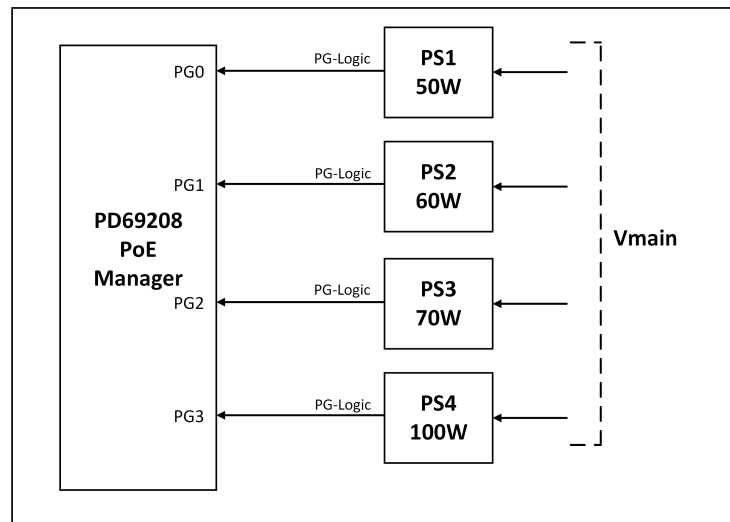 PG0
PG-Logic
PS1
50W
PG1
PG-Logic
PS2
60W
PD69208
PoE
Manager
Vmain
PG2
PG-Logic
PS3
70W
PG3
PG-Logic
PS4
100W